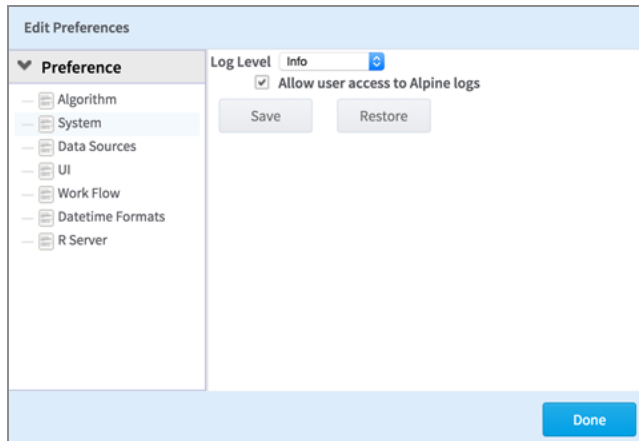 Edit Preferences
Preference
Algorithm
System
Data Sources
UI
Work Flow
Datetime Formats
R Server
Log Level Info
Allow user access to Alpine logs
Save Restore
Done